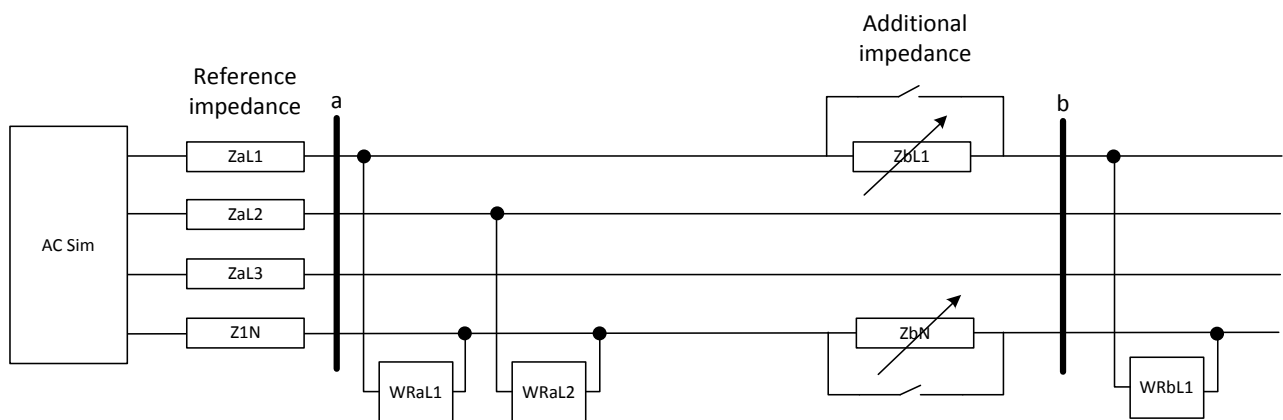 Additional
impedance
Reference
impedance
a
b
ZaL1
ZbL1
ZaL2
AC Sim
ZaL3
Z1N
ZbN
WRaL1
WRaL2
WRbL1